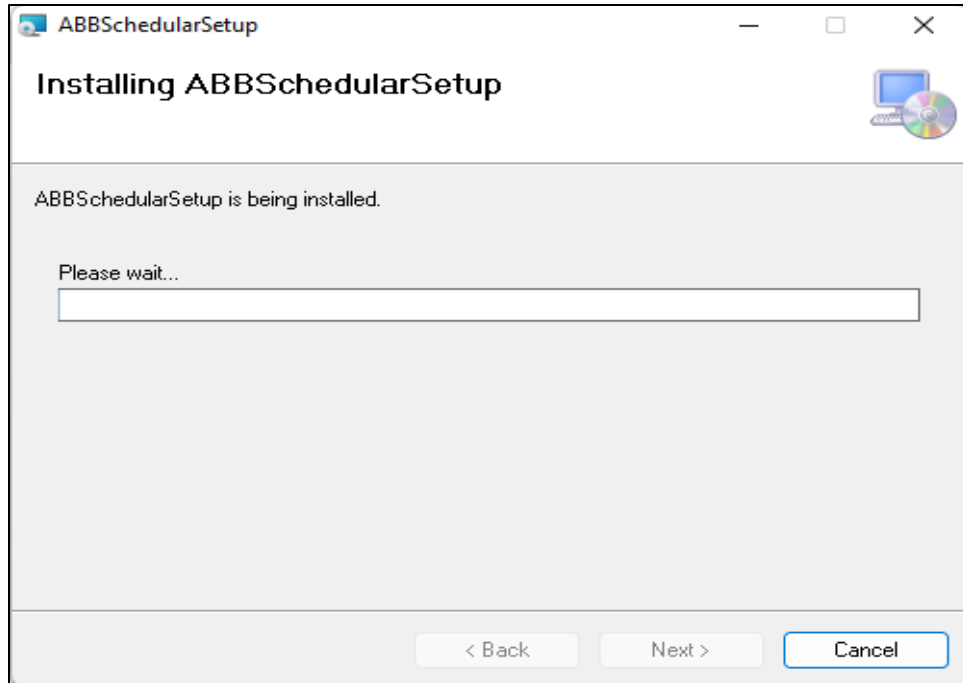 ABBSchedularSetup
Installing ABBSchedularSetup
ABBSchedularSetup is being installed.
Please wait...
< Back Next > Cancel